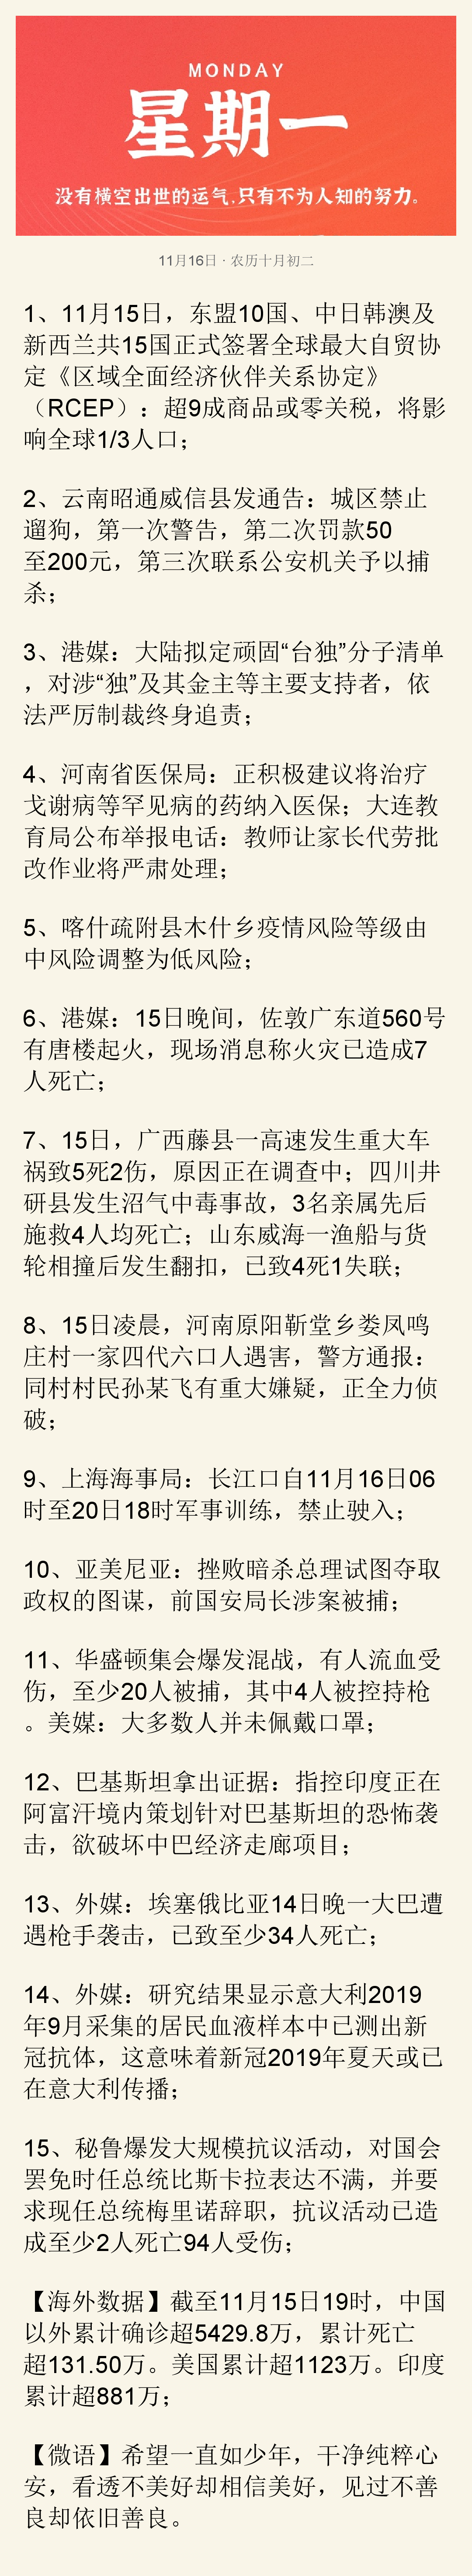 MONDAY
星期一
没有横空出世的运气,只有不为人知的努力。
11月16日 · 农历十月初二
1、11月15日，东盟10国、中日韩澳及
新西兰共15国正式签署全球最大自贸协
定《区域全面经济伙伴关系协定》
（RCEP）：超9成商品或零关税，将影
响全球1/3人口；
2、云南昭通威信县发通告：城区禁止
遛狗，第一次警告，第二次罚款50
至200元，第三次联系公安机关予以捕
杀；
3、港媒：大陆拟定顽固“台独”分子清单
，对涉“独”及其金主等主要支持者，依
法严厉制裁终身追责；
4、河南省医保局：正积极建议将治疗
戈谢病等罕见病的药纳入医保；大连教
育局公布举报电话：教师让家长代劳批
改作业将严肃处理；
5、喀什疏附县木什乡疫情风险等级由
中风险调整为低风险；
6、港媒：15日晚间，佐敦广东道560号
有唐楼起火，现场消息称火灾已造成7
人死亡；
7、15日，广西藤县一高速发生重大车
祸致5死2伤，原因正在调查中；四川井
研县发生沼气中毒事故，3名亲属先后
施救4人均死亡；山东威海一渔船与货
轮相撞后发生翻扣，已致4死1失联；
8、15日凌晨，河南原阳靳堂乡娄凤鸣
庄村一家四代六口人遇害，警方通报：
同村村民孙某飞有重大嫌疑，正全力侦
破；
9、上海海事局：长江口自11月16日06
时至20日18时军事训练，禁止驶入；
10、亚美尼亚：挫败暗杀总理试图夺取
政权的图谋，前国安局长涉案被捕；
11、华盛顿集会爆发混战，有人流血受
伤，至少20人被捕，其中4人被控持枪
。美媒：大多数人并未佩戴口罩；
12、巴基斯坦拿出证据：指控印度正在
阿富汗境内策划针对巴基斯坦的恐怖袭
击，欲破坏中巴经济走廊项目；
13、外媒：埃塞俄比亚14日晚一大巴遭
遇枪手袭击，已致至少34人死亡；
14、外媒：研究结果显示意大利2019
年9月采集的居民血液样本中已测出新
冠抗体，这意味着新冠2019年夏天或已
在意大利传播；
15、秘鲁爆发大规模抗议活动，对国会
罢免时任总统比斯卡拉表达不满，并要
求现任总统梅里诺辞职，抗议活动已造
成至少2人死亡94人受伤；
【海外数据】截至11月15日19时，中国
以外累计确诊超5429.8万，累计死亡
超131.50万。美国累计超1123万。印度
累计超881万；
【微语】希望一直如少年，干净纯粹心
安，看透不美好却相信美好，见过不善
良却依旧善良。